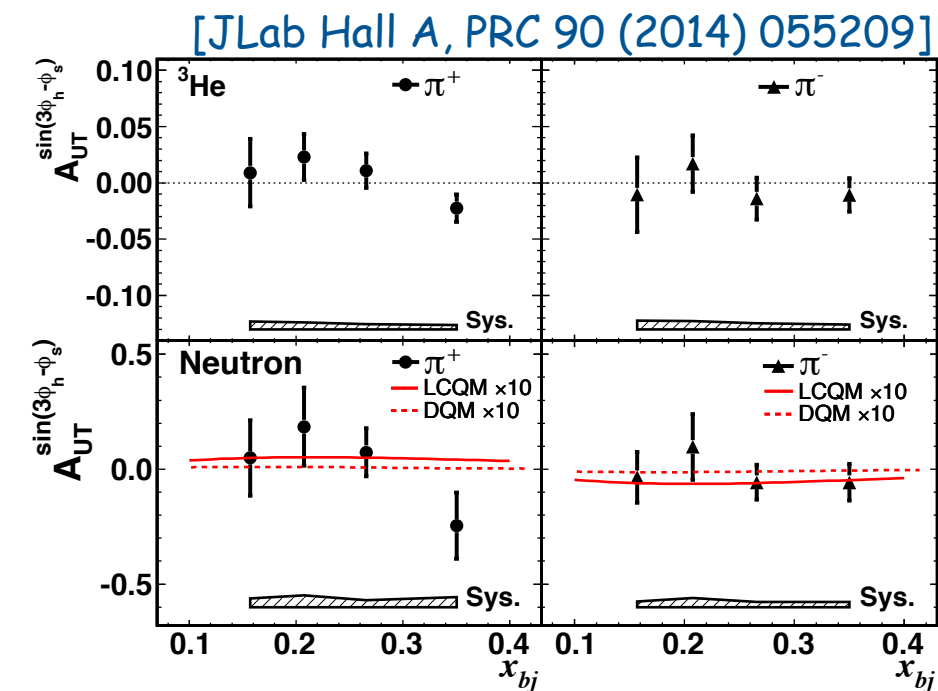 [JLab Hall A, PRC 90 (2014) 055209]
A_UT^sin(3ϕ_h-ϕ_s)
0.10
0.05
0.00
-0.05
-0.10
³He
π⁺
Sys.
π⁻
Sys.
A_UT^sin(3ϕ_h-ϕ_s)
0.5
0.0
-0.5
Neutron
π⁺
LCQM ×10
DQM ×10
Sys.
π⁻
LCQM ×10
DQM ×10
Sys.
0.1 0.2 0.3 0.4
x_bj
0.1 0.2 0.3 0.4
x_bj